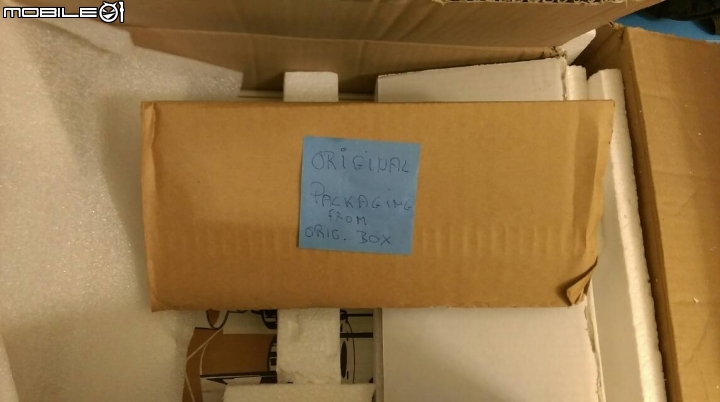 MOBILE01
ORIGINAL
PACKAGING
FROM
ORIG. BOX